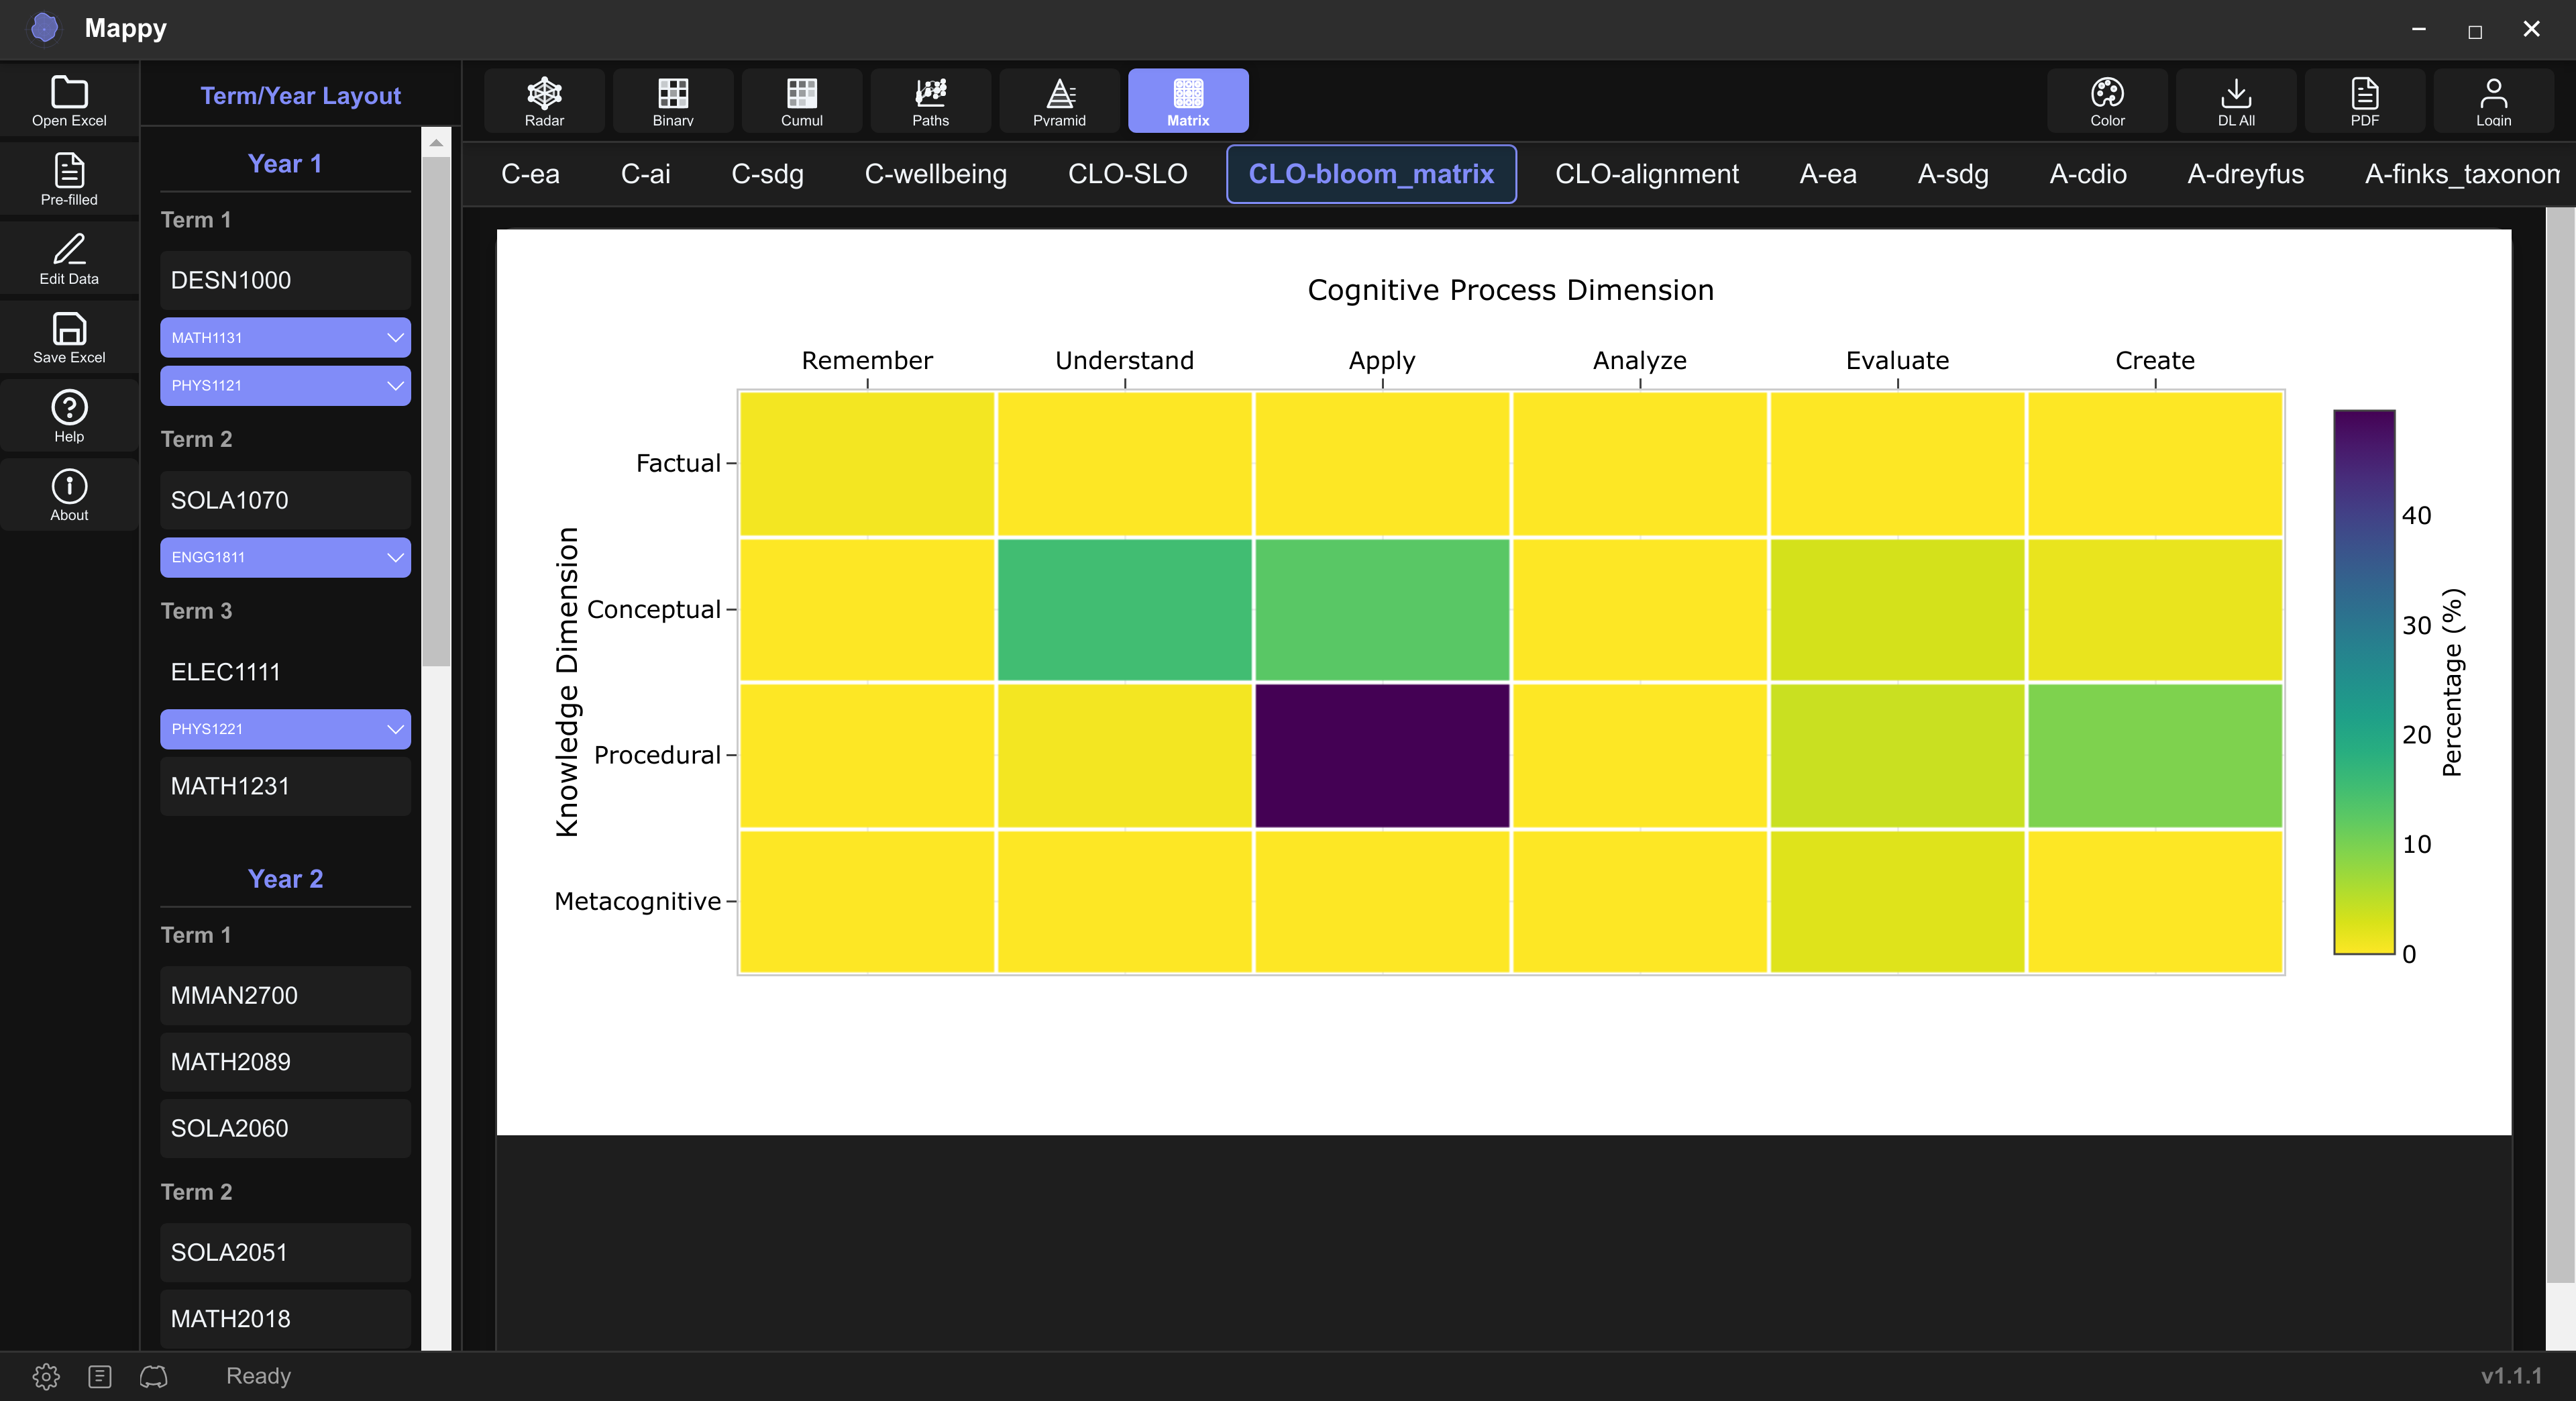 Mappy
Open Excel
Pre-filled
Edit Data
Save Excel
Help
About
Term/Year Layout
Year 1
Term 1
DESN1000
MATH1131
PHYS1121
Term 2
SOLA1070
ENGG1811
Term 3
ELEC1111
PHYS1221
MATH1231
Year 2
Term 1
MMAN2700
MATH2089
SOLA2060
Term 2
SOLA2051
MATH2018
Radar
Binary
Cumul
Paths
Pyramid
Matrix
Color
DL All
PDF
Login
C-ea
C-ai
C-sdg
C-wellbeing
CLO-SLO
CLO-bloom_matrix
CLO-alignment
A-ea
A-sdg
A-cdio
A-dreyfus
A-finks_taxonom
Cognitive Process Dimension
Remember
Understand
Apply
Analyze
Evaluate
Create
Knowledge Dimension
Factual
Conceptual
Procedural
Metacognitive
40
30
20
10
0
Percentage (%)
Ready
v1.1.1